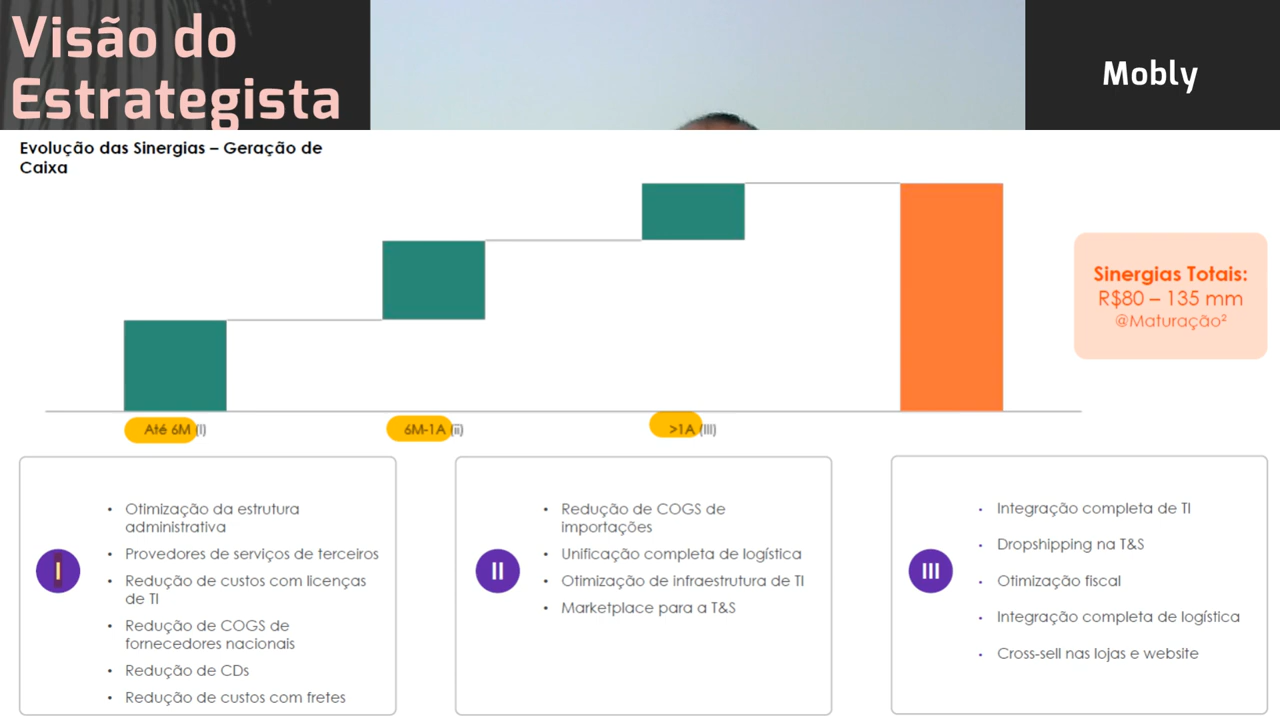 Visão do
Estrategista
Mobly
Evolução das Sinergias – Geração de
Caixa
Sinergias Totais:
R$80 – 135 mm
@Maturação²
Até 6M (I)
6M-1A (ii)
>1A (III)
I
• Otimização da estrutura
administrativa
• Provedores de serviços de terceiros
• Redução de custos com licenças
de TI
• Redução de COGS de
fornecedores nacionais
• Redução de CDs
• Redução de custos com fretes
II
• Redução de COGS de
importações
• Unificação completa de logística
• Otimização de infraestrutura de TI
• Marketplace para a T&S
III
• Integração completa de TI
• Dropshipping na T&S
• Otimização fiscal
• Integração completa de logística
• Cross-sell nas lojas e website